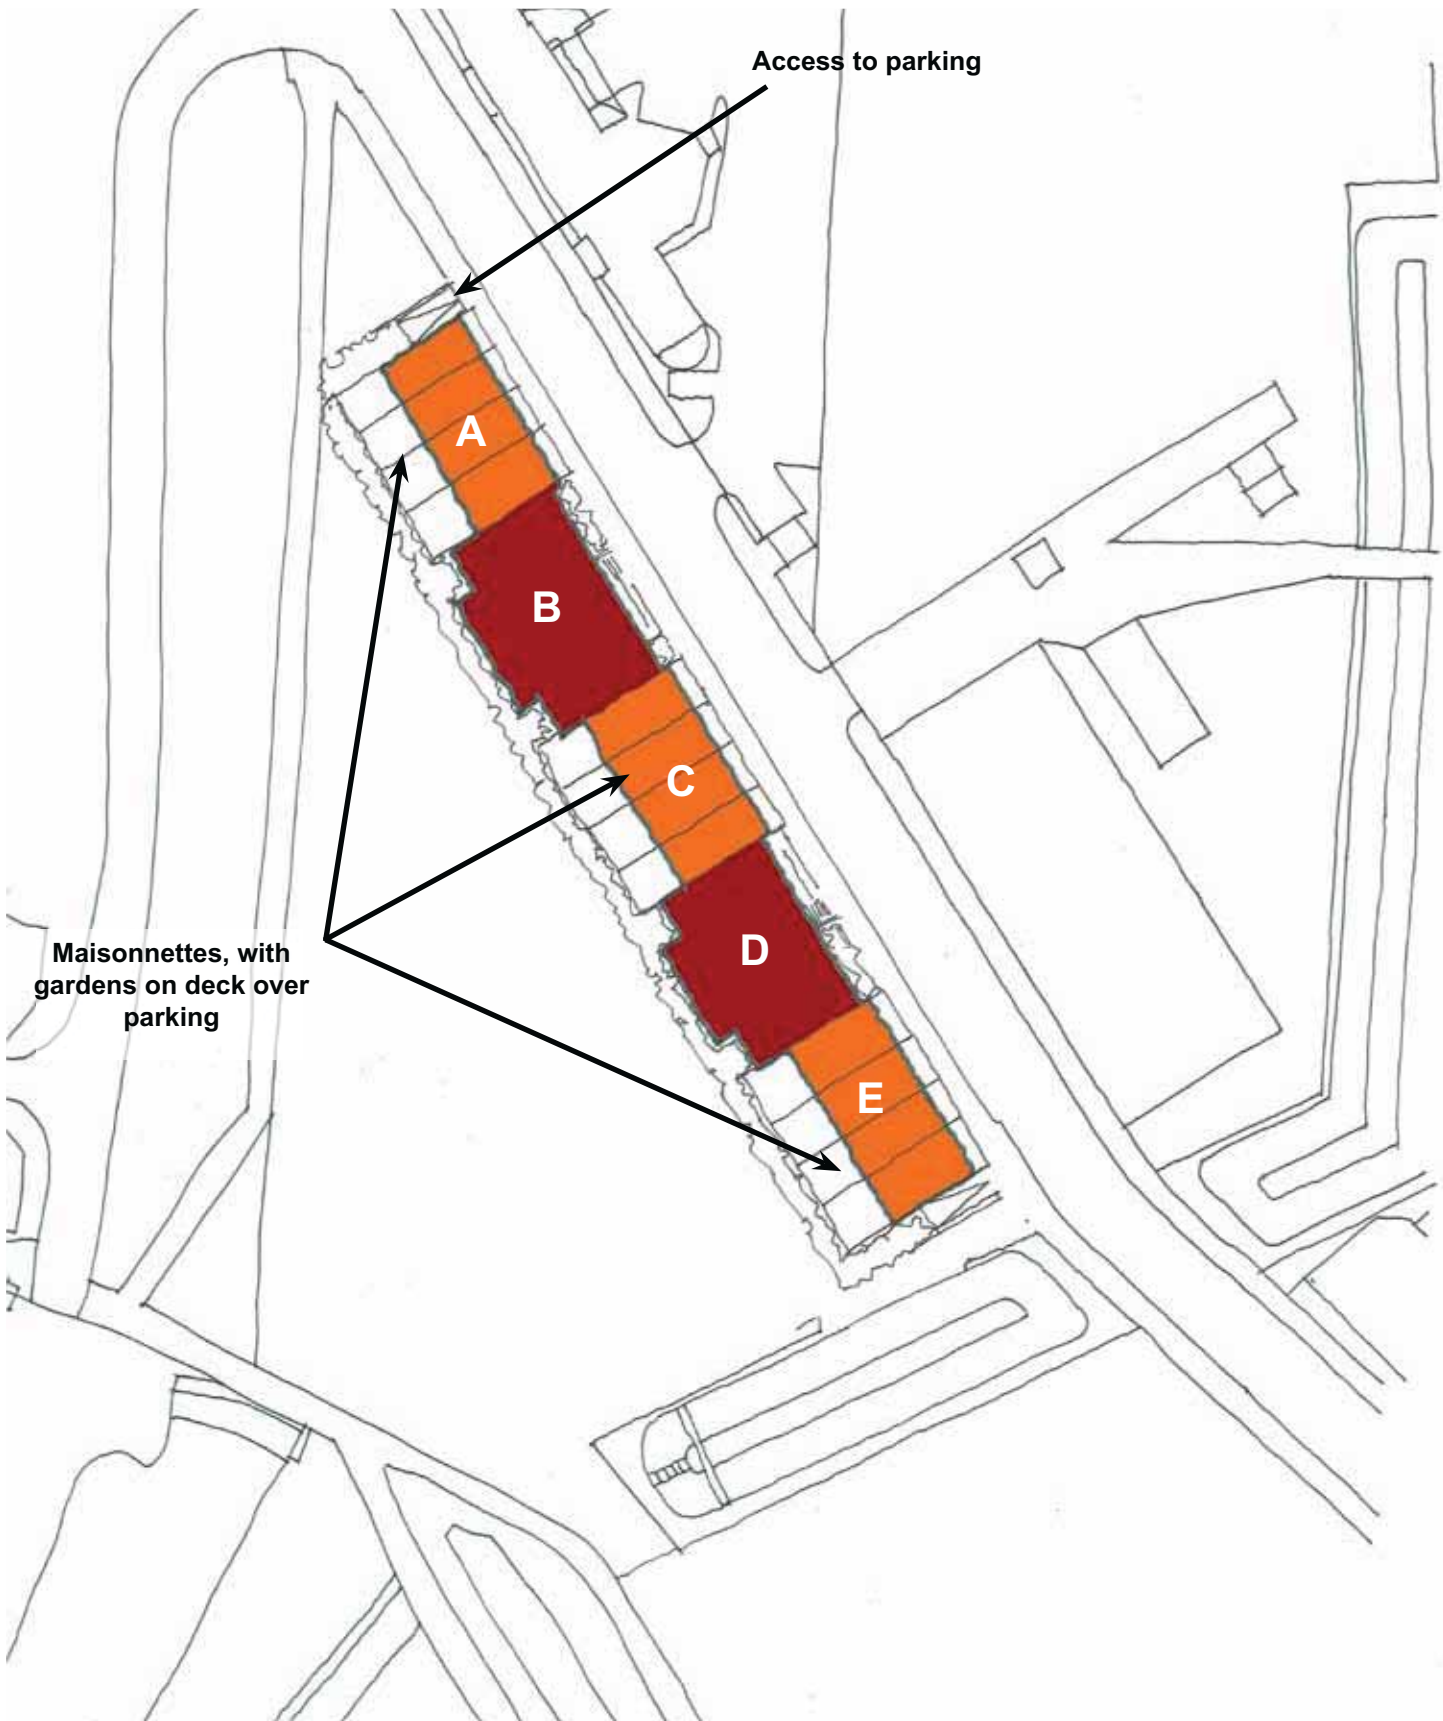 Access to parking
A
B
C
D
Maisonnettes, with
gardens on deck over
parking
E